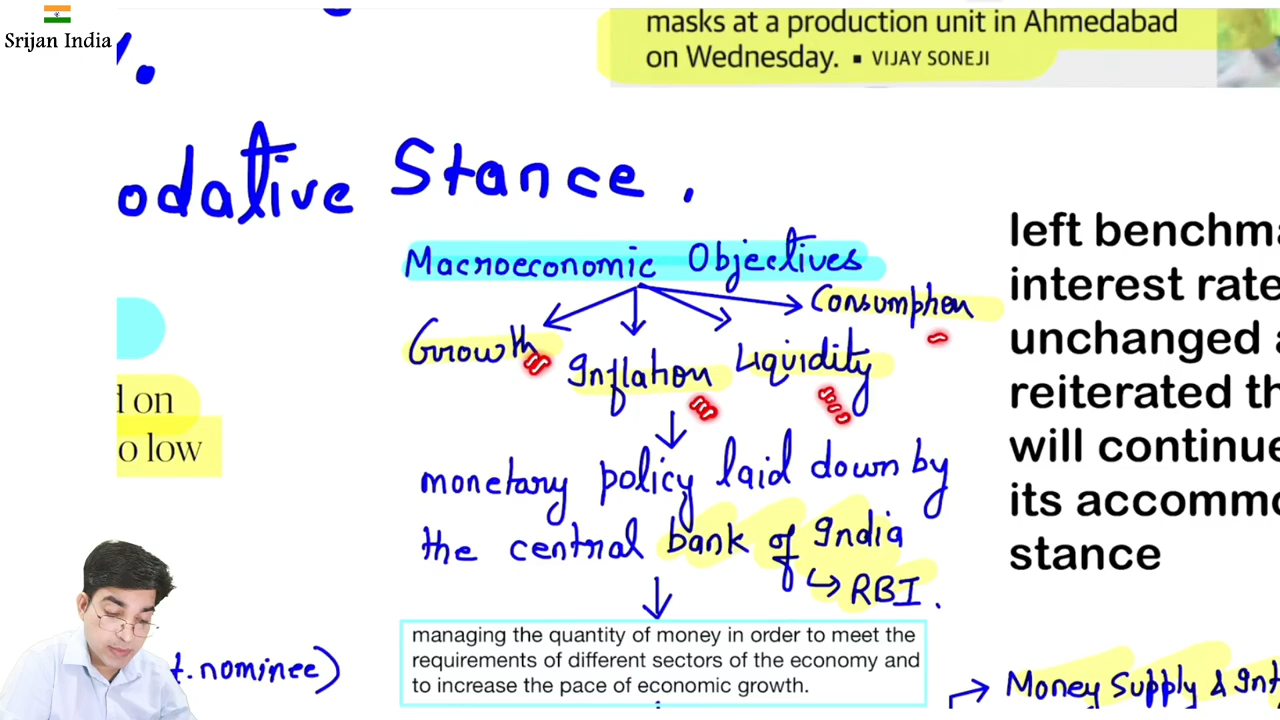 Srijan India
masks at a production unit in Ahmedabad
on Wednesday. ▪ VIJAY SONEJI
odative Stance.
Macroeconomic Objectives
Growth
Inflation
Liquidity
Consumption
monetary policy laid down by
the central bank of India
↳ RBI.
managing the quantity of money in order to meet the
requirements of different sectors of the economy and
to increase the pace of economic growth.
d on
o low
t. nominee)
left benchma
interest rate
unchanged a
reiterated th
will continue
its accommo
stance
→ Money Supply & Int